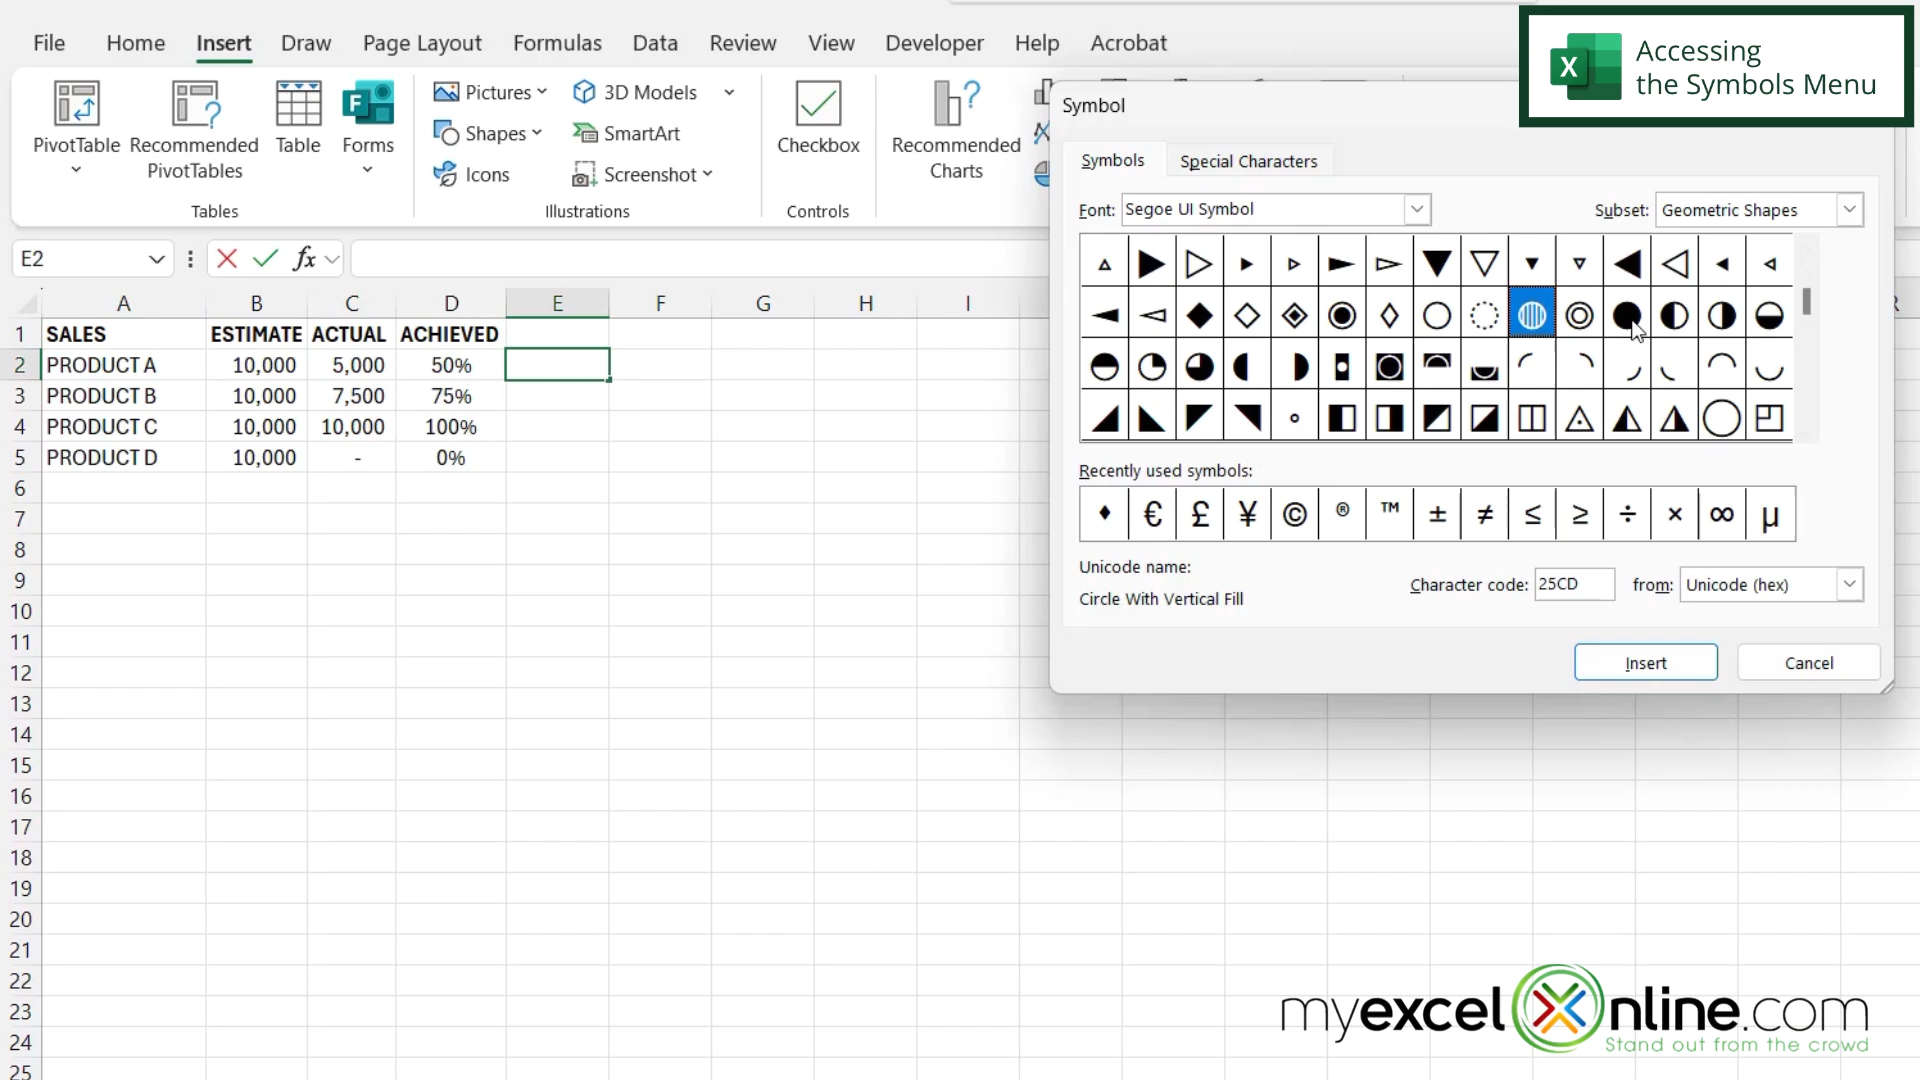 File Home Insert Draw Page Layout Formulas Data Review View Developer Help Acrobat
Accessing
the Symbols Menu
PivotTable
Recommended
PivotTables
Table
Forms
Tables
Pictures
Shapes
Icons
3D Models
SmartArt
Screenshot
Illustrations
Checkbox
Controls
Recommended
Charts
E2
fx
A B C D E F G H I R
1 SALES ESTIMATE ACTUAL ACHIEVED
2 PRODUCT A 10,000 5,000 50%
3 PRODUCT B 10,000 7,500 75%
4 PRODUCT C 10,000 10,000 100%
5 PRODUCT D 10,000 - 0%
6
7
8
9
10
11
12
13
14
15
16
17
18
19
20
21
22
23
24
25
Symbol
Symbols Special Characters
Font: Segoe UI Symbol Subset: Geometric Shapes
▵ ▶ ▷ ▸ ▹ ► ▻ ▼ ▽ ▾ ▿ ◀ ◁ ◂ ◃
◄ ◅ ◆ ◇ ◈ ◉ ◊ ○ ◌ ◍ ◎ ● ◐ ◑ ◒
◓ ◔ ◕ ◖ ◗ ◘ ◙ ◚ ◛ ◜ ◝ ◞ ◟ ◠ ◡
◢ ◣ ◤ ◥ ◦ ◧ ◨ ◩ ◪ ◫ ◬ ◭ ◮ ◯ ◰
Recently used symbols:
♦ € £ ¥ © ® ™ ± ≠ ≤ ≥ ÷ × ∞ µ
Unicode name:
Circle With Vertical Fill
Character code: 25CD from: Unicode (hex)
Insert Cancel
myexcelonline.com
Stand out from the crowd